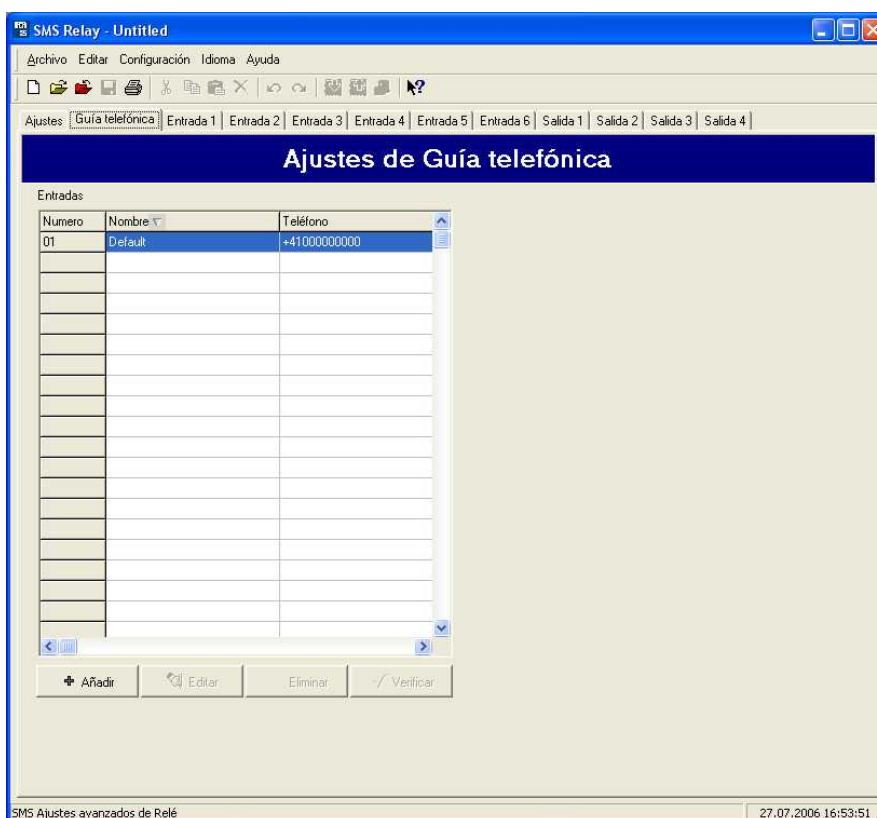 SMS Relay - Untitled
Archivo Editar Configuración Idioma Ayuda
Ajustes Guía telefónica Entrada 1 Entrada 2 Entrada 3 Entrada 4 Entrada 5 Entrada 6 Salida 1 Salida 2 Salida 3 Salida 4
Ajustes de Guía telefónica
Entradas
Numero Nombre Teléfono
01 Default +41000000000
Añadir Editar Eliminar Verificar
SMS Ajustes avanzados de Relé 27.07.2006 16:53:51